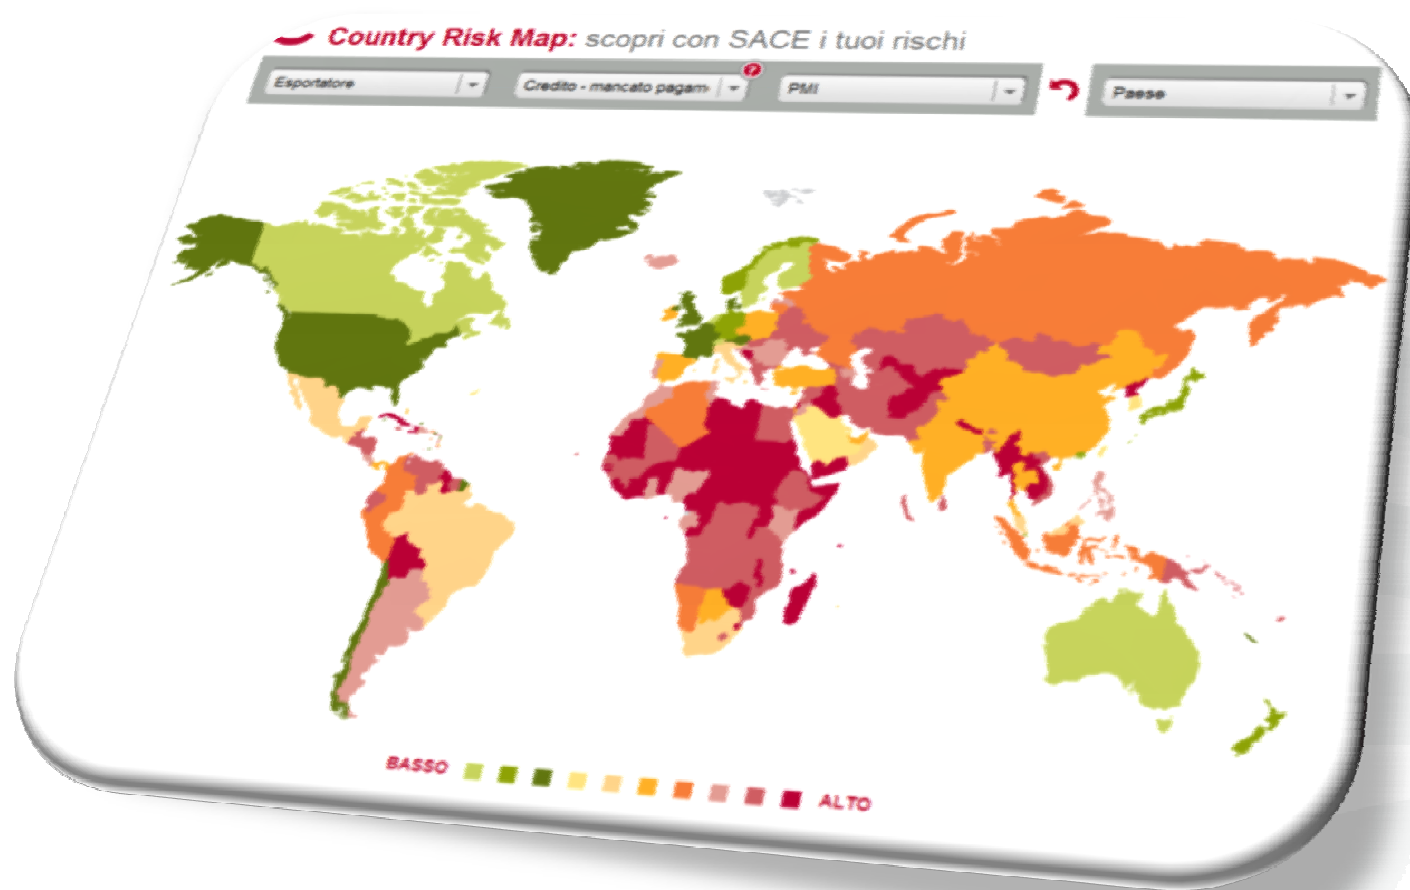 Country Risk Map: scopri con SACE i tuoi rischi
Esportatore
Credito - mancato pagam
?
PMI
Paese
BASSO
ALTO